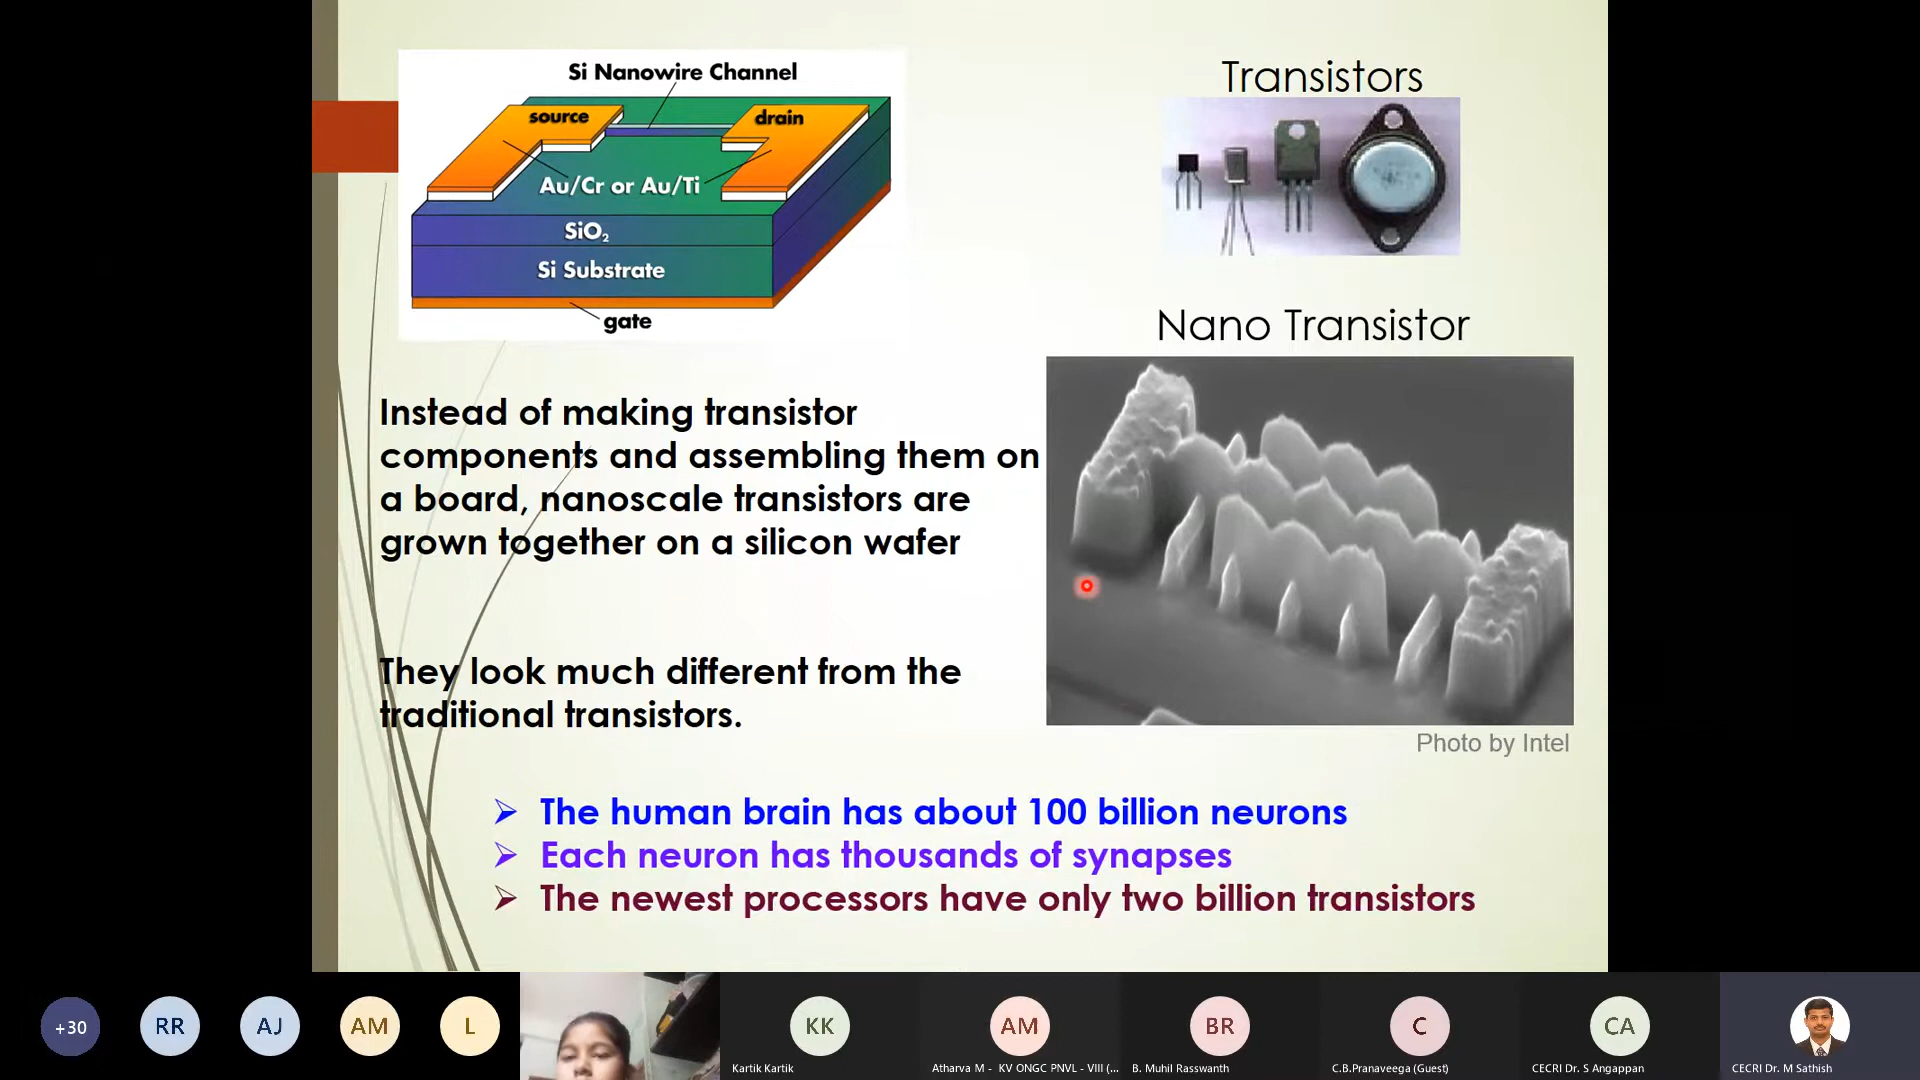 Si Nanowire Channel
source
drain
Au/Cr or Au/Ti
SiO2
Si Substrate
gate
Transistors
Nano Transistor
Instead of making transistor
components and assembling them on
a board, nanoscale transistors are
grown together on a silicon wafer
They look much different from the
traditional transistors.
Photo by Intel
➢ The human brain has about 100 billion neurons
➢ Each neuron has thousands of synapses
➢ The newest processors have only two billion transistors
+30
RR
AJ
AM
L
KK
Kartik Kartik
AM
Atharva M - KV ONGC PNVL - VIII (...
BR
B. Muhil Rasswanth
C
C.B.Pranaveega (Guest)
CA
CECRI Dr. S Angappan
CECRI Dr. M Sathish